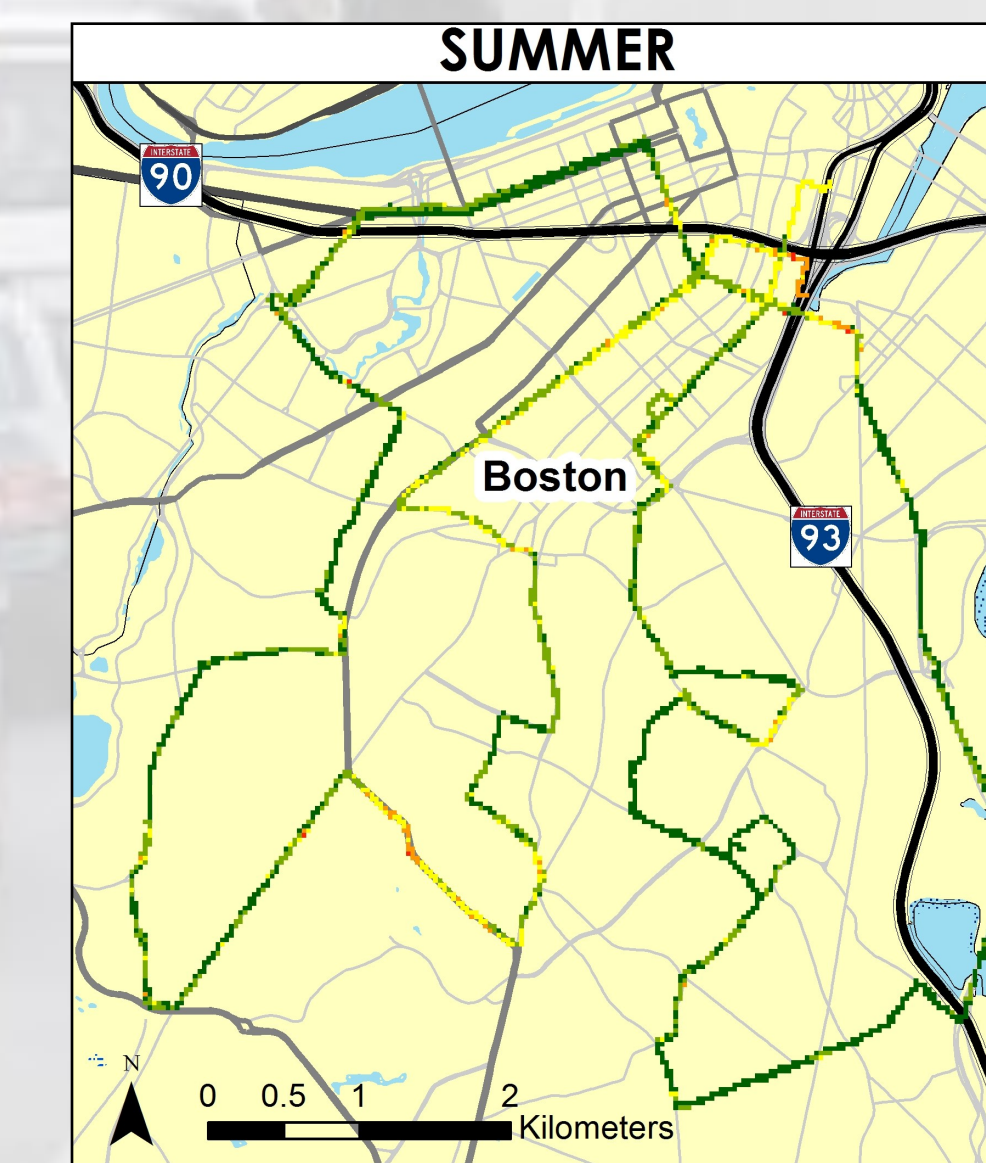 SUMMER
INTERSTATE
90
Boston
INTERSTATE
93
N
0 0.5 1 2
Kilometers